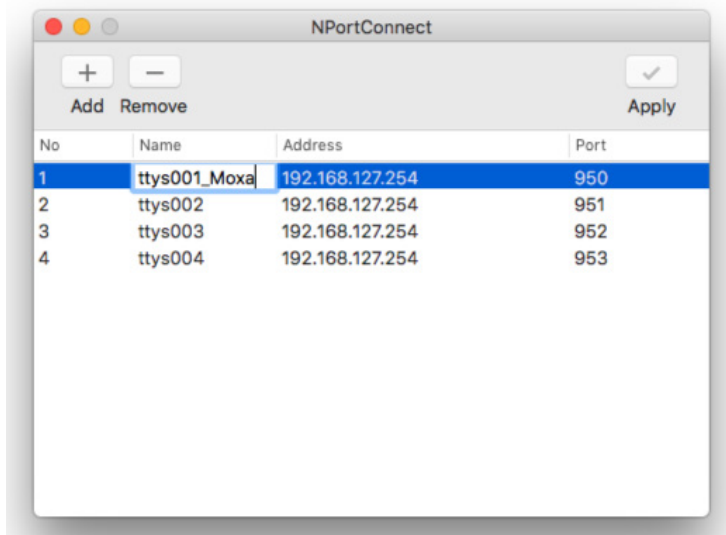 NPortConnect
Add Remove Apply
No Name Address Port
1 ttys001_Moxa 192.168.127.254 950
2 ttys002 192.168.127.254 951
3 ttys003 192.168.127.254 952
4 ttys004 192.168.127.254 953